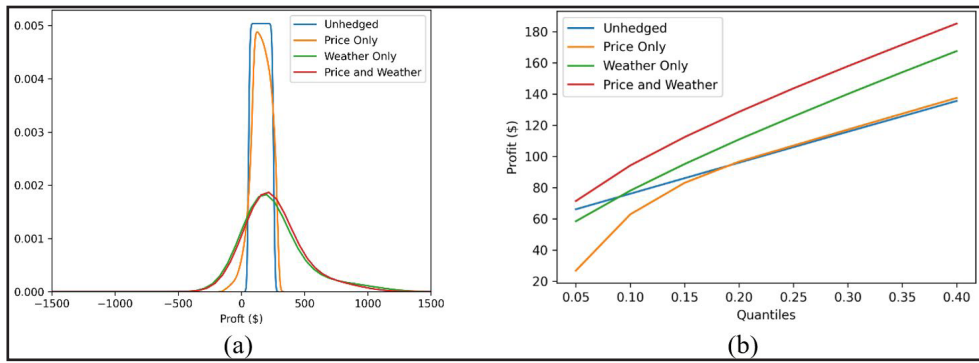 0.005
0.004
0.003
0.002
0.001
0.000
−1500
−1000
−500
0
500
1000
1500
Proft ($)
Unhedged
Price Only
Weather Only
Price and Weather
(a)
180
160
140
120
100
80
60
40
20
Profit ($)
0.05
0.10
0.15
0.20
0.25
0.30
0.35
0.40
Quantiles
Unhedged
Price Only
Weather Only
Price and Weather
(b)